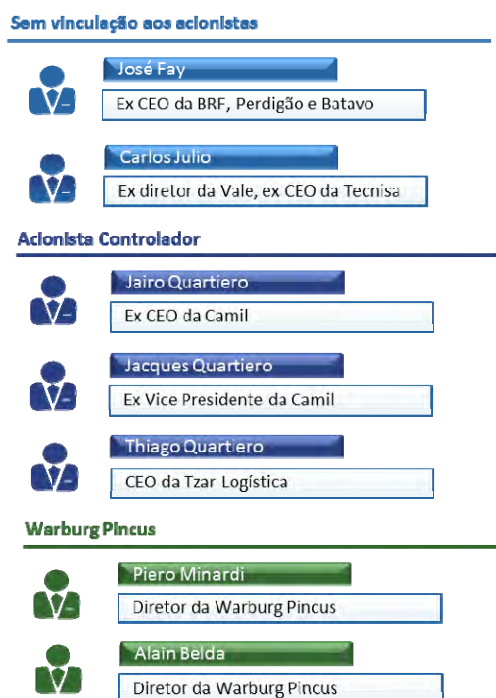 Sem vinculação aos acionistas
José Fay
Ex CEO da BRF, Perdigão e Batavo
Carlos Julio
Ex diretor da Vale, ex CEO da Tecnisa
Acionista Controlador
Jairo Quartiero
Ex CEO da Camil
Jacques Quartiero
Ex Vice Presidente da Camil
Thiago Quartiero
CEO da Tzar Logística
Warburg Pincus
Piero Minardi
Diretor da Warburg Pincus
Alain Belda
Diretor da Warburg Pincus